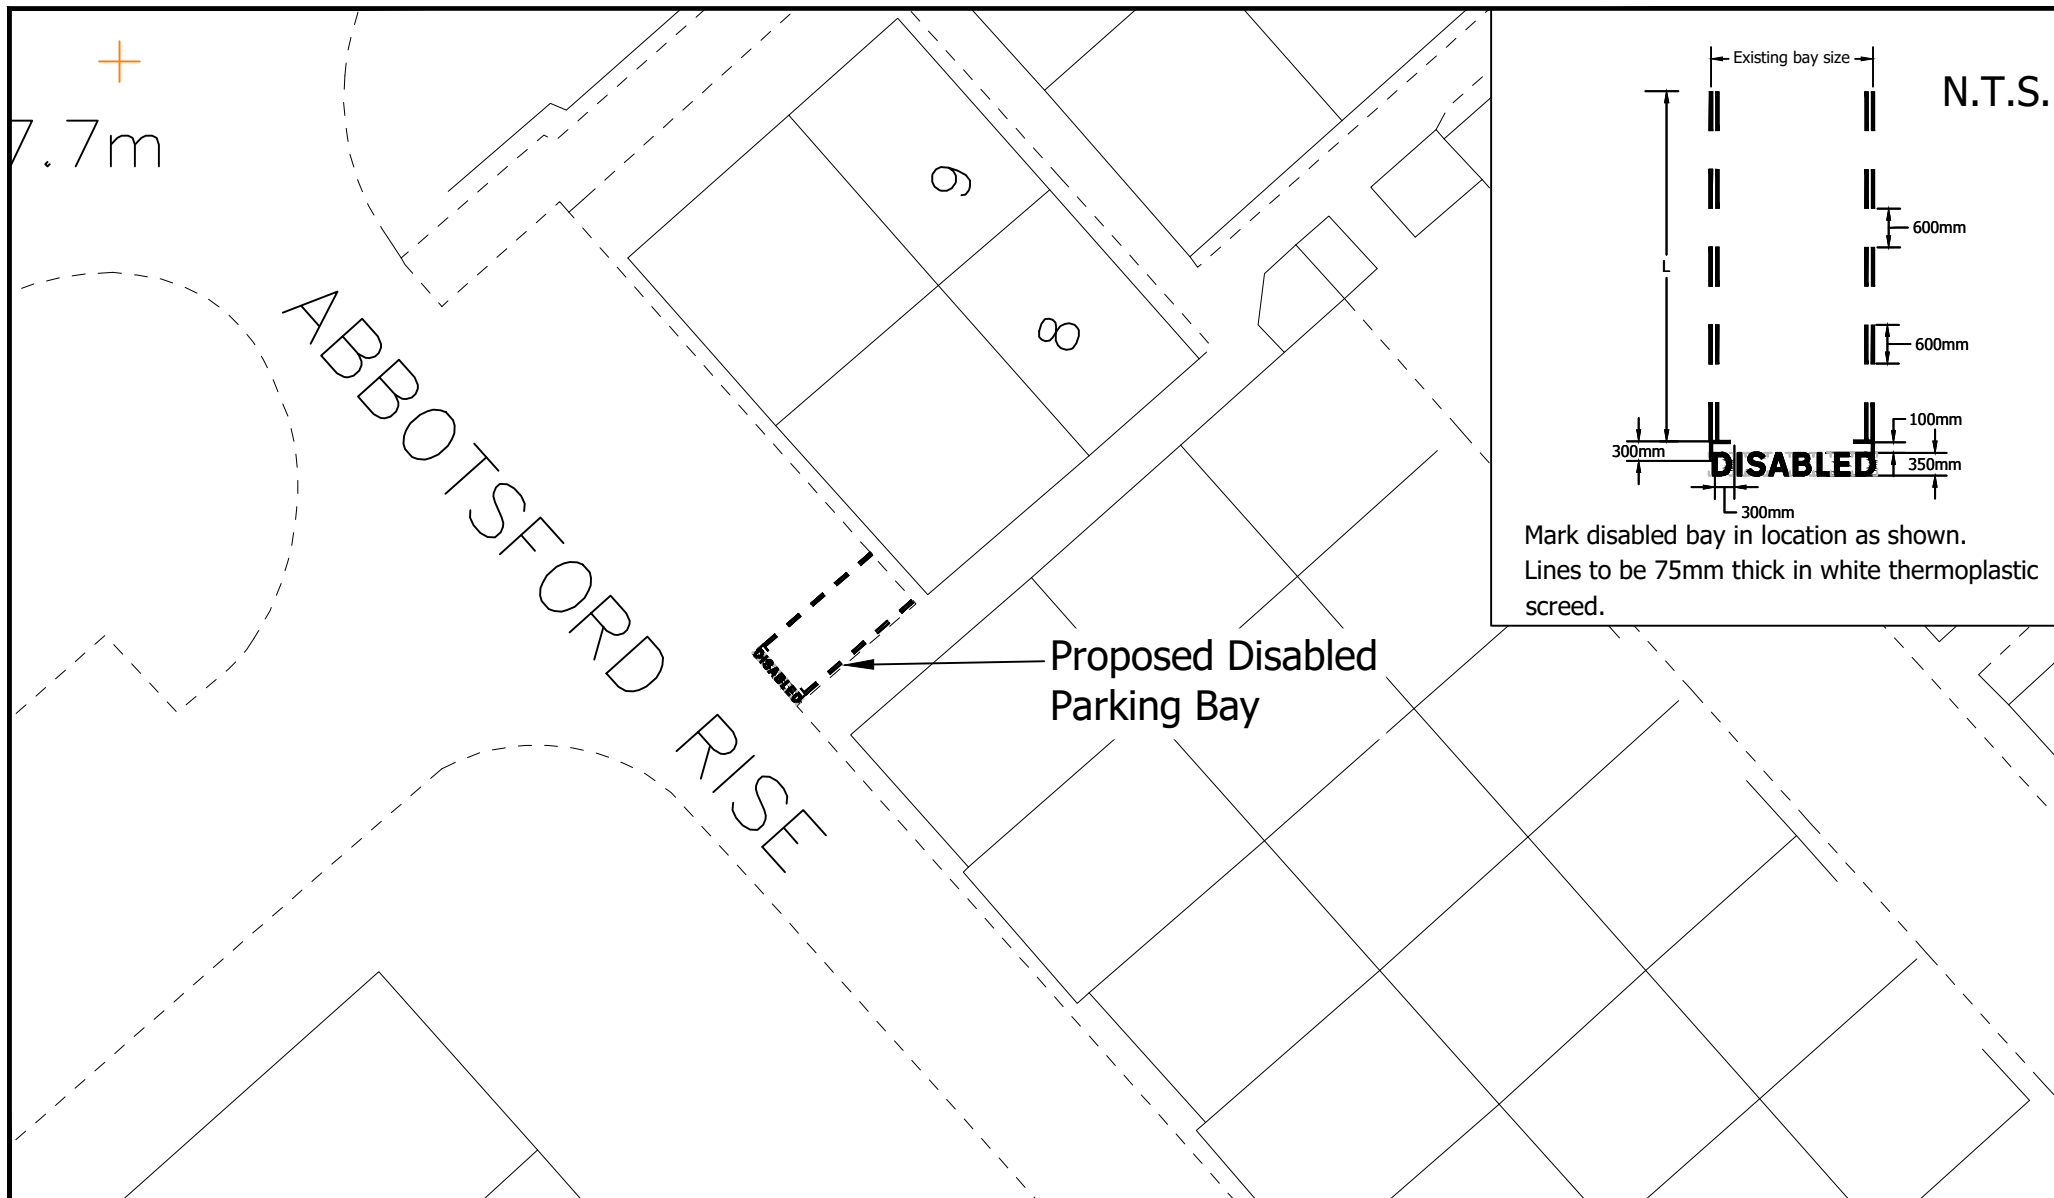 7.7m
9
8
ABBOTSFORD RISE
DISABLED
Proposed Disabled
Parking Bay
Existing bay size
N.T.S.
L
600mm
600mm
100mm
300mm
350mm
DISABLED
300mm
Mark disabled bay in location as shown.
Lines to be 75mm thick in white thermoplastic
screed.